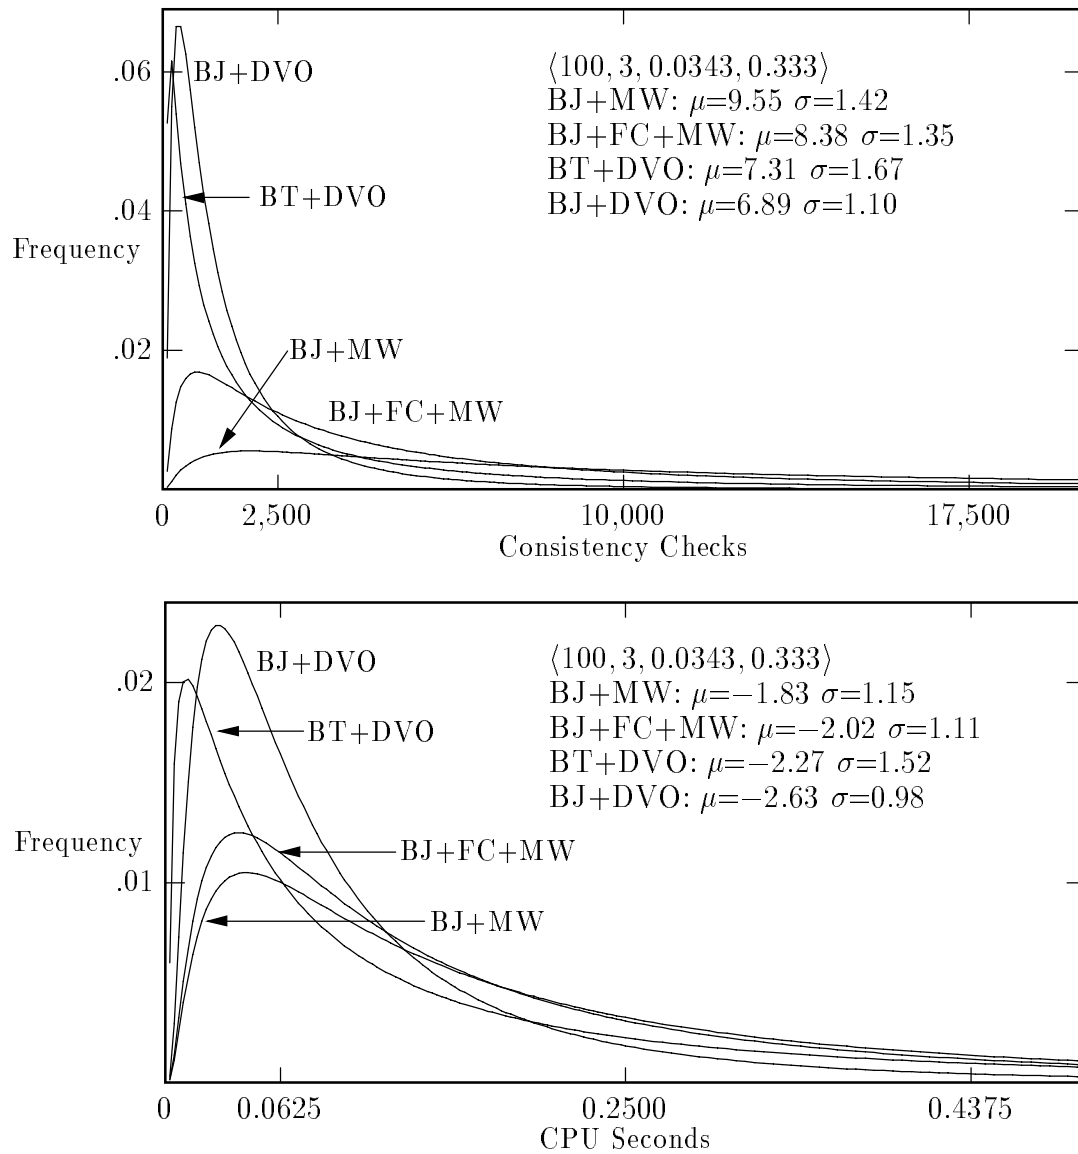 .06
BJ+DVO
⟨100, 3, 0.0343, 0.333⟩
BJ+MW: μ=9.55 σ=1.42
BJ+FC+MW: μ=8.38 σ=1.35
BT+DVO: μ=7.31 σ=1.67
BJ+DVO: μ=6.89 σ=1.10
BT+DVO
.04
Frequency
.02
BJ+MW
BJ+FC+MW
0 2,500 10,000 17,500
Consistency Checks
BJ+DVO
⟨100, 3, 0.0343, 0.333⟩
BJ+MW: μ=−1.83 σ=1.15
BJ+FC+MW: μ=−2.02 σ=1.11
BT+DVO: μ=−2.27 σ=1.52
BJ+DVO: μ=−2.63 σ=0.98
.02
BT+DVO
Frequency
BJ+FC+MW
.01
BJ+MW
0 0.0625 0.2500 0.4375
CPU Seconds